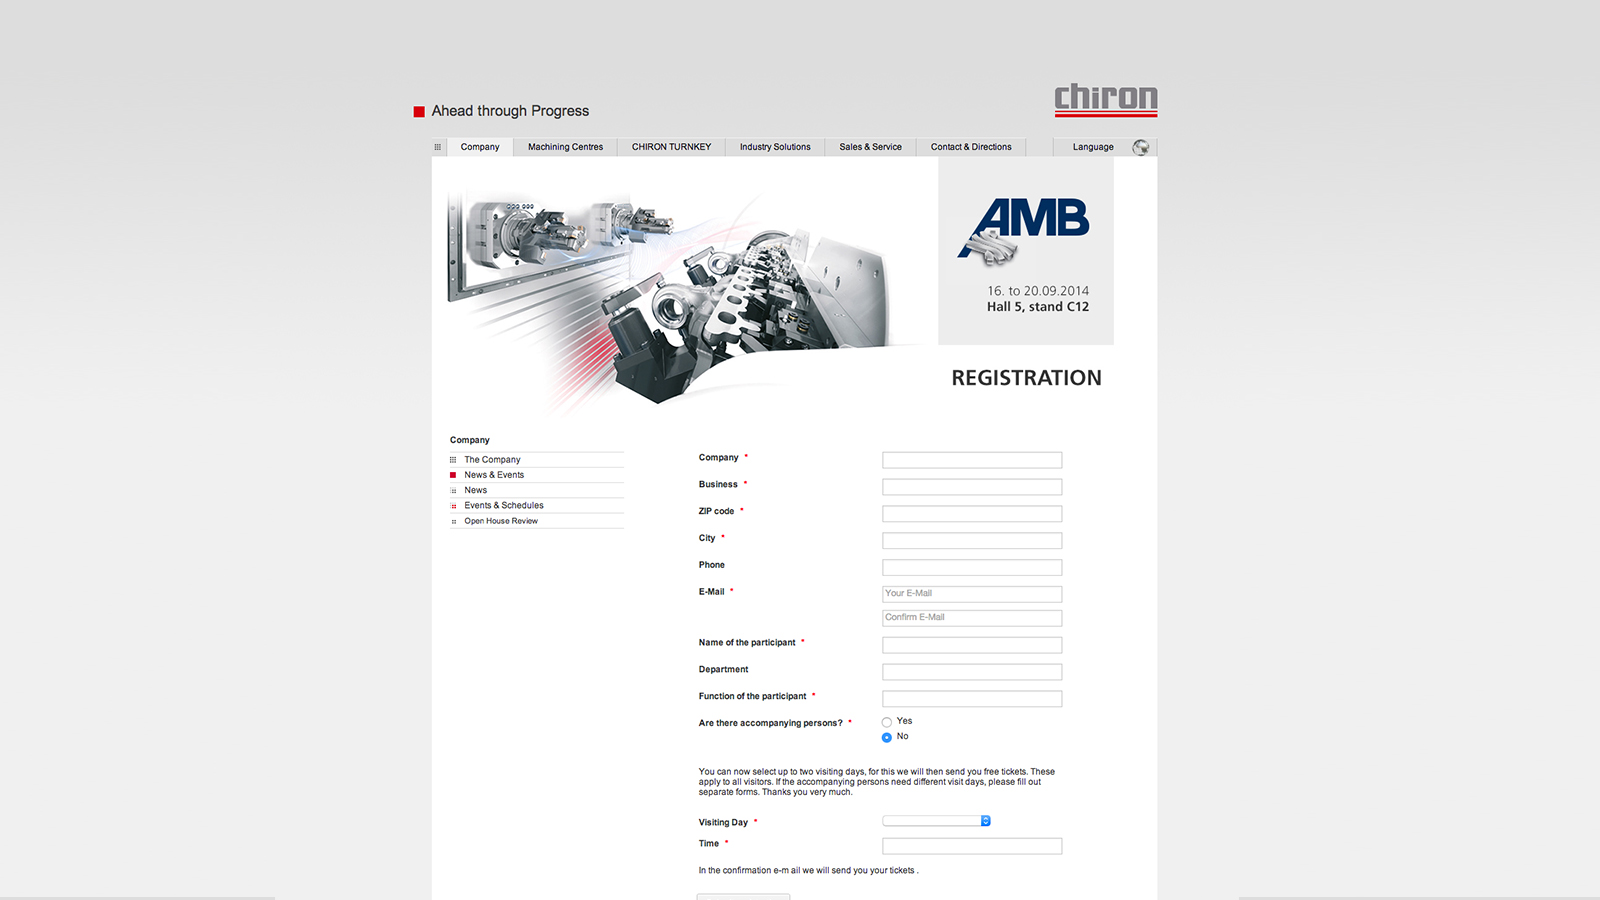 Ahead through Progress
chiron
Company
Machining Centres
CHIRON TURNKEY
Industry Solutions
Sales & Service
Contact & Directions
Language
AMB
16. to 20.09.2014
Hall 5, stand C12
REGISTRATION
Company
The Company
News & Events
News
Events & Schedules
Open House Review
Company *
Business *
ZIP code *
City *
Phone
E-Mail *
Your E-Mail
Confirm E-Mail
Name of the participant *
Department
Function of the participant *
Are there accompanying persons? *
Yes
No
You can now select up to two visiting days, for this we will then send you free tickets. These
apply to all visitors. If the accompanying persons need different visit days, please fill out
separate forms. Thanks you very much.
Visiting Day *
Time *
In the confirmation e-m ail we will send you your tickets .